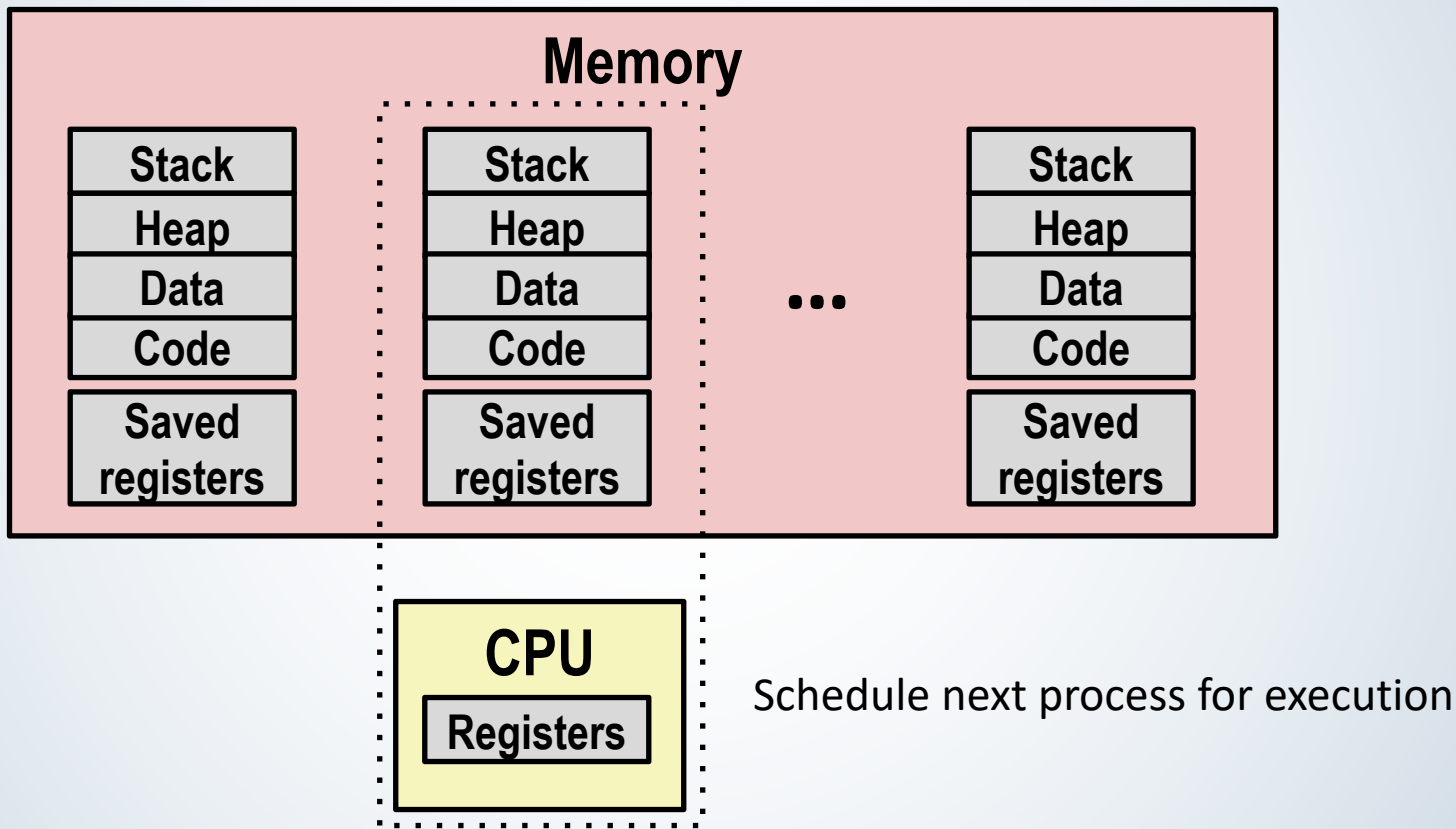 Memory
Stack
Heap
Data
Code
Saved
registers
Stack
Heap
Data
Code
Saved
registers
...
Stack
Heap
Data
Code
Saved
registers
CPU
Registers
Schedule next process for execution